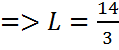 => L = 14/3